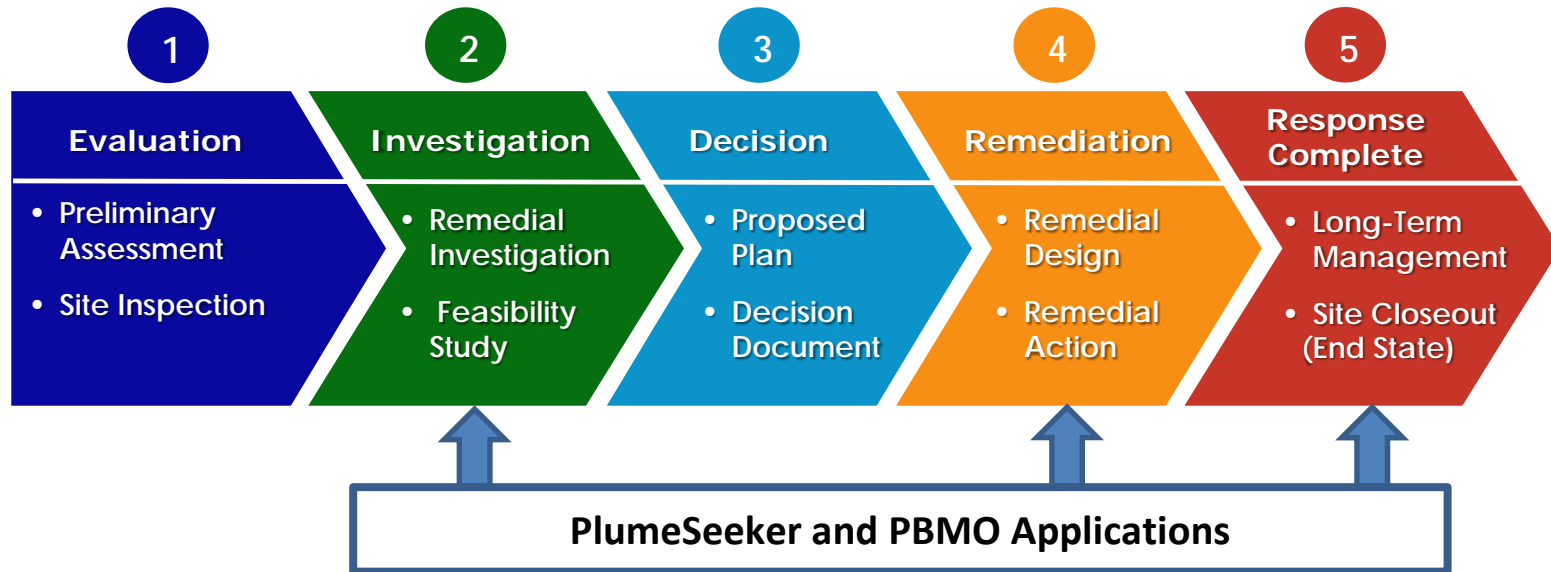 1
2
3
4
5
Evaluation
Investigation
Decision
Remediation
Response
Complete
• Preliminary
Assessment
• Site Inspection
• Remedial
Investigation
• Feasibility
Study
• Proposed
Plan
• Decision
Document
• Remedial
Design
• Remedial
Action
• Long-Term
Management
• Site Closeout
(End State)
PlumeSeeker and PBMO Applications